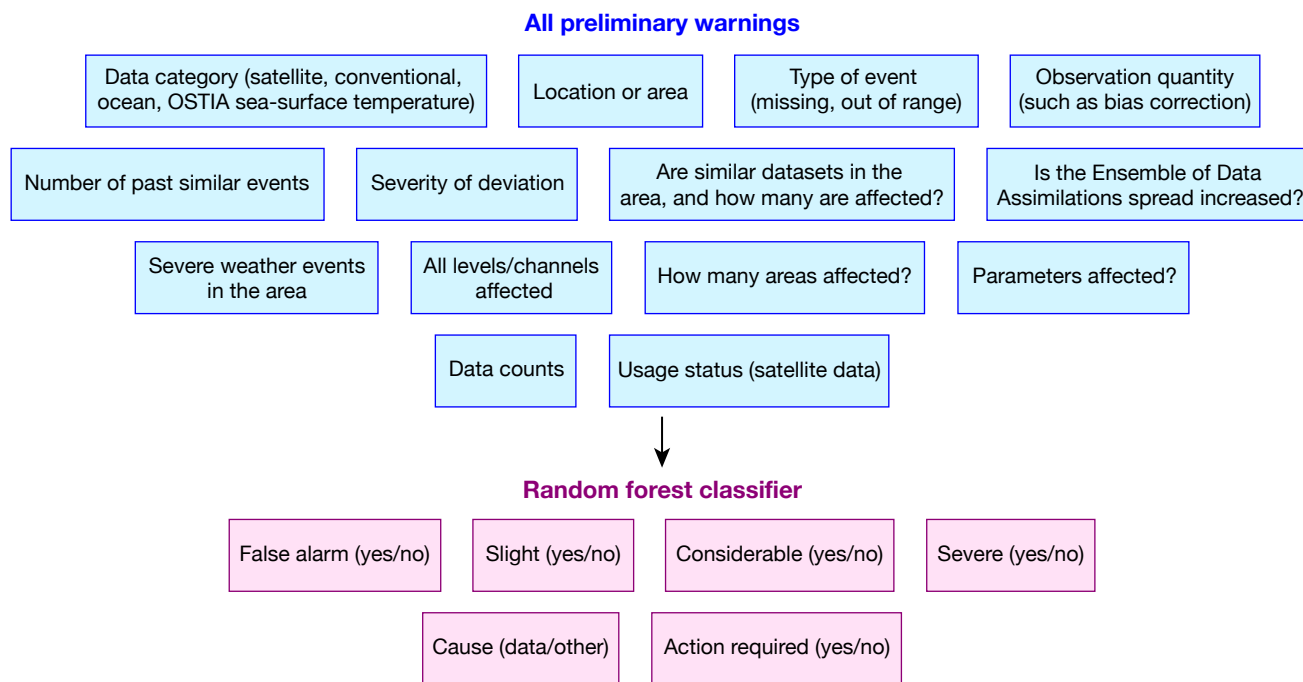 All preliminary warnings
Data category (satellite, conventional,
ocean, OSTIA sea-surface temperature)
Location or area
Type of event
(missing, out of range)
Observation quantity
(such as bias correction)
Number of past similar events
Severity of deviation
Are similar datasets in the
area, and how many are affected?
Is the Ensemble of Data
Assimilations spread increased?
Severe weather events
in the area
All levels/channels
affected
How many areas affected?
Parameters affected?
Data counts
Usage status (satellite data)
Random forest classifier
False alarm (yes/no)
Slight (yes/no)
Considerable (yes/no)
Severe (yes/no)
Cause (data/other)
Action required (yes/no)